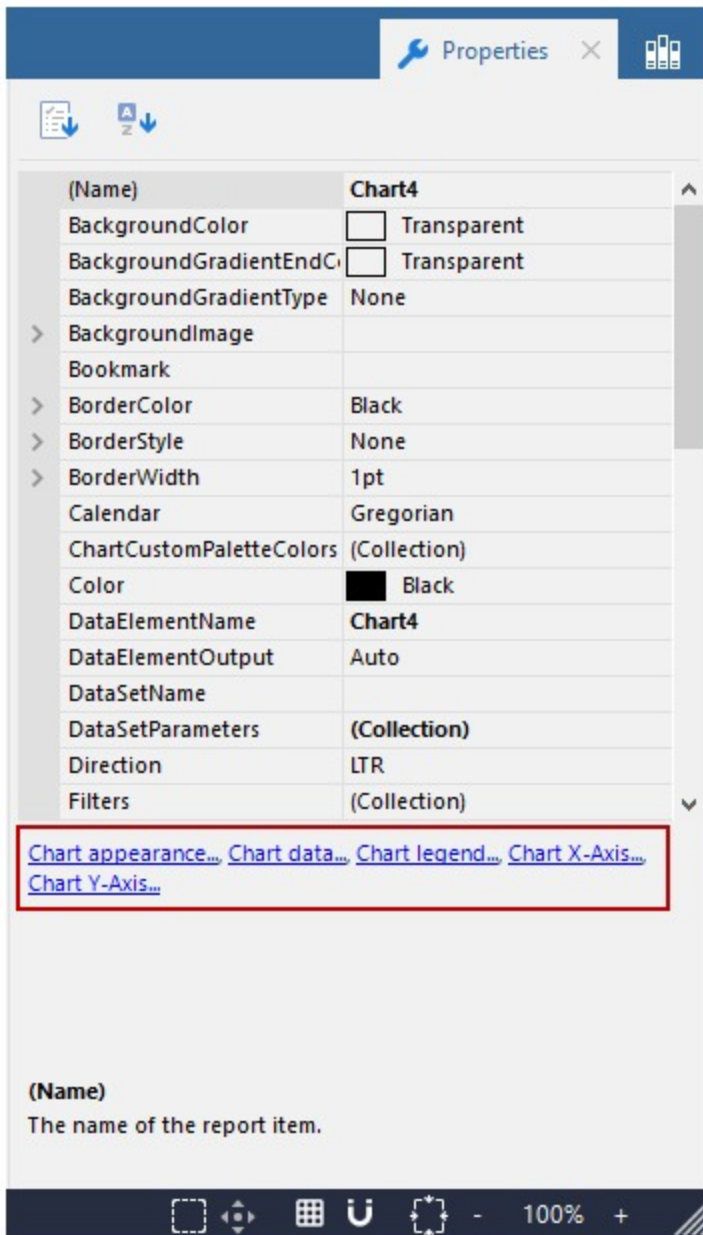 Properties
A
Z
(Name) Chart4
BackgroundColor Transparent
BackgroundGradientEndC Transparent
BackgroundGradientType None
BackgroundImage
Bookmark
BorderColor Black
BorderStyle None
BorderWidth 1pt
Calendar Gregorian
ChartCustomPaletteColors (Collection)
Color Black
DataElementName Chart4
DataElementOutput Auto
DataSetName
DataSetParameters (Collection)
Direction LTR
Filters (Collection)
Chart appearance..., Chart data..., Chart legend..., Chart X-Axis...,
Chart Y-Axis...
(Name)
The name of the report item.
- 100% +